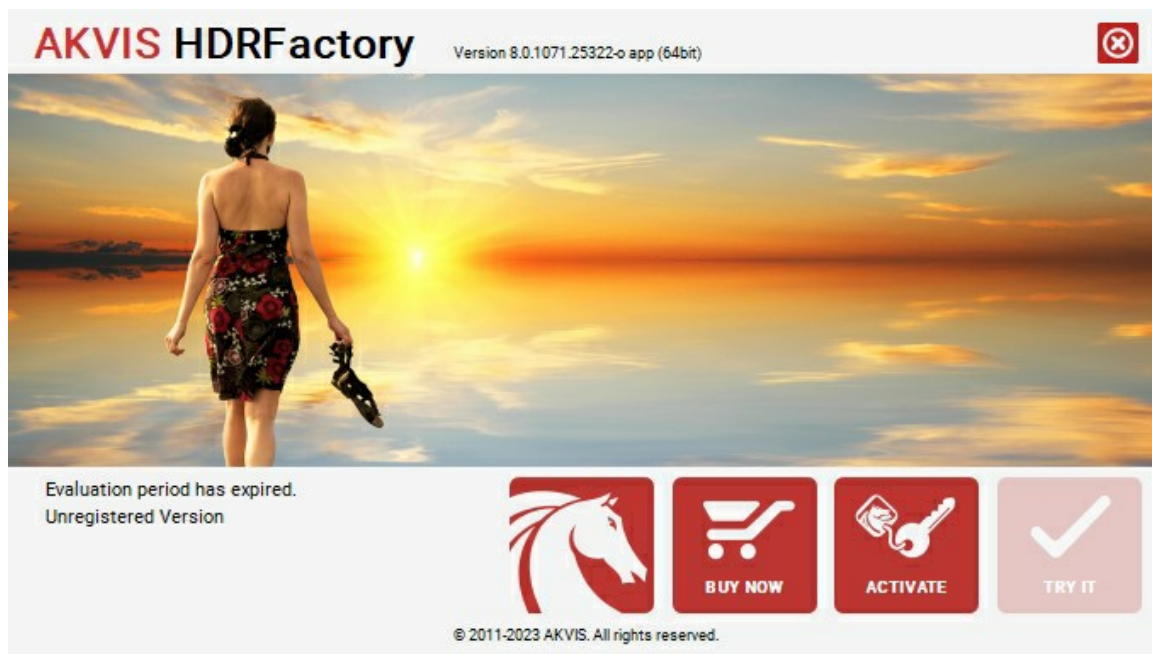 AKVIS HDRFactory Version 8.0.1071.25322-o app (64bit)
Evaluation period has expired.
Unregistered Version
BUY NOW
ACTIVATE
TRY IT
© 2011-2023 AKVIS. All rights reserved.